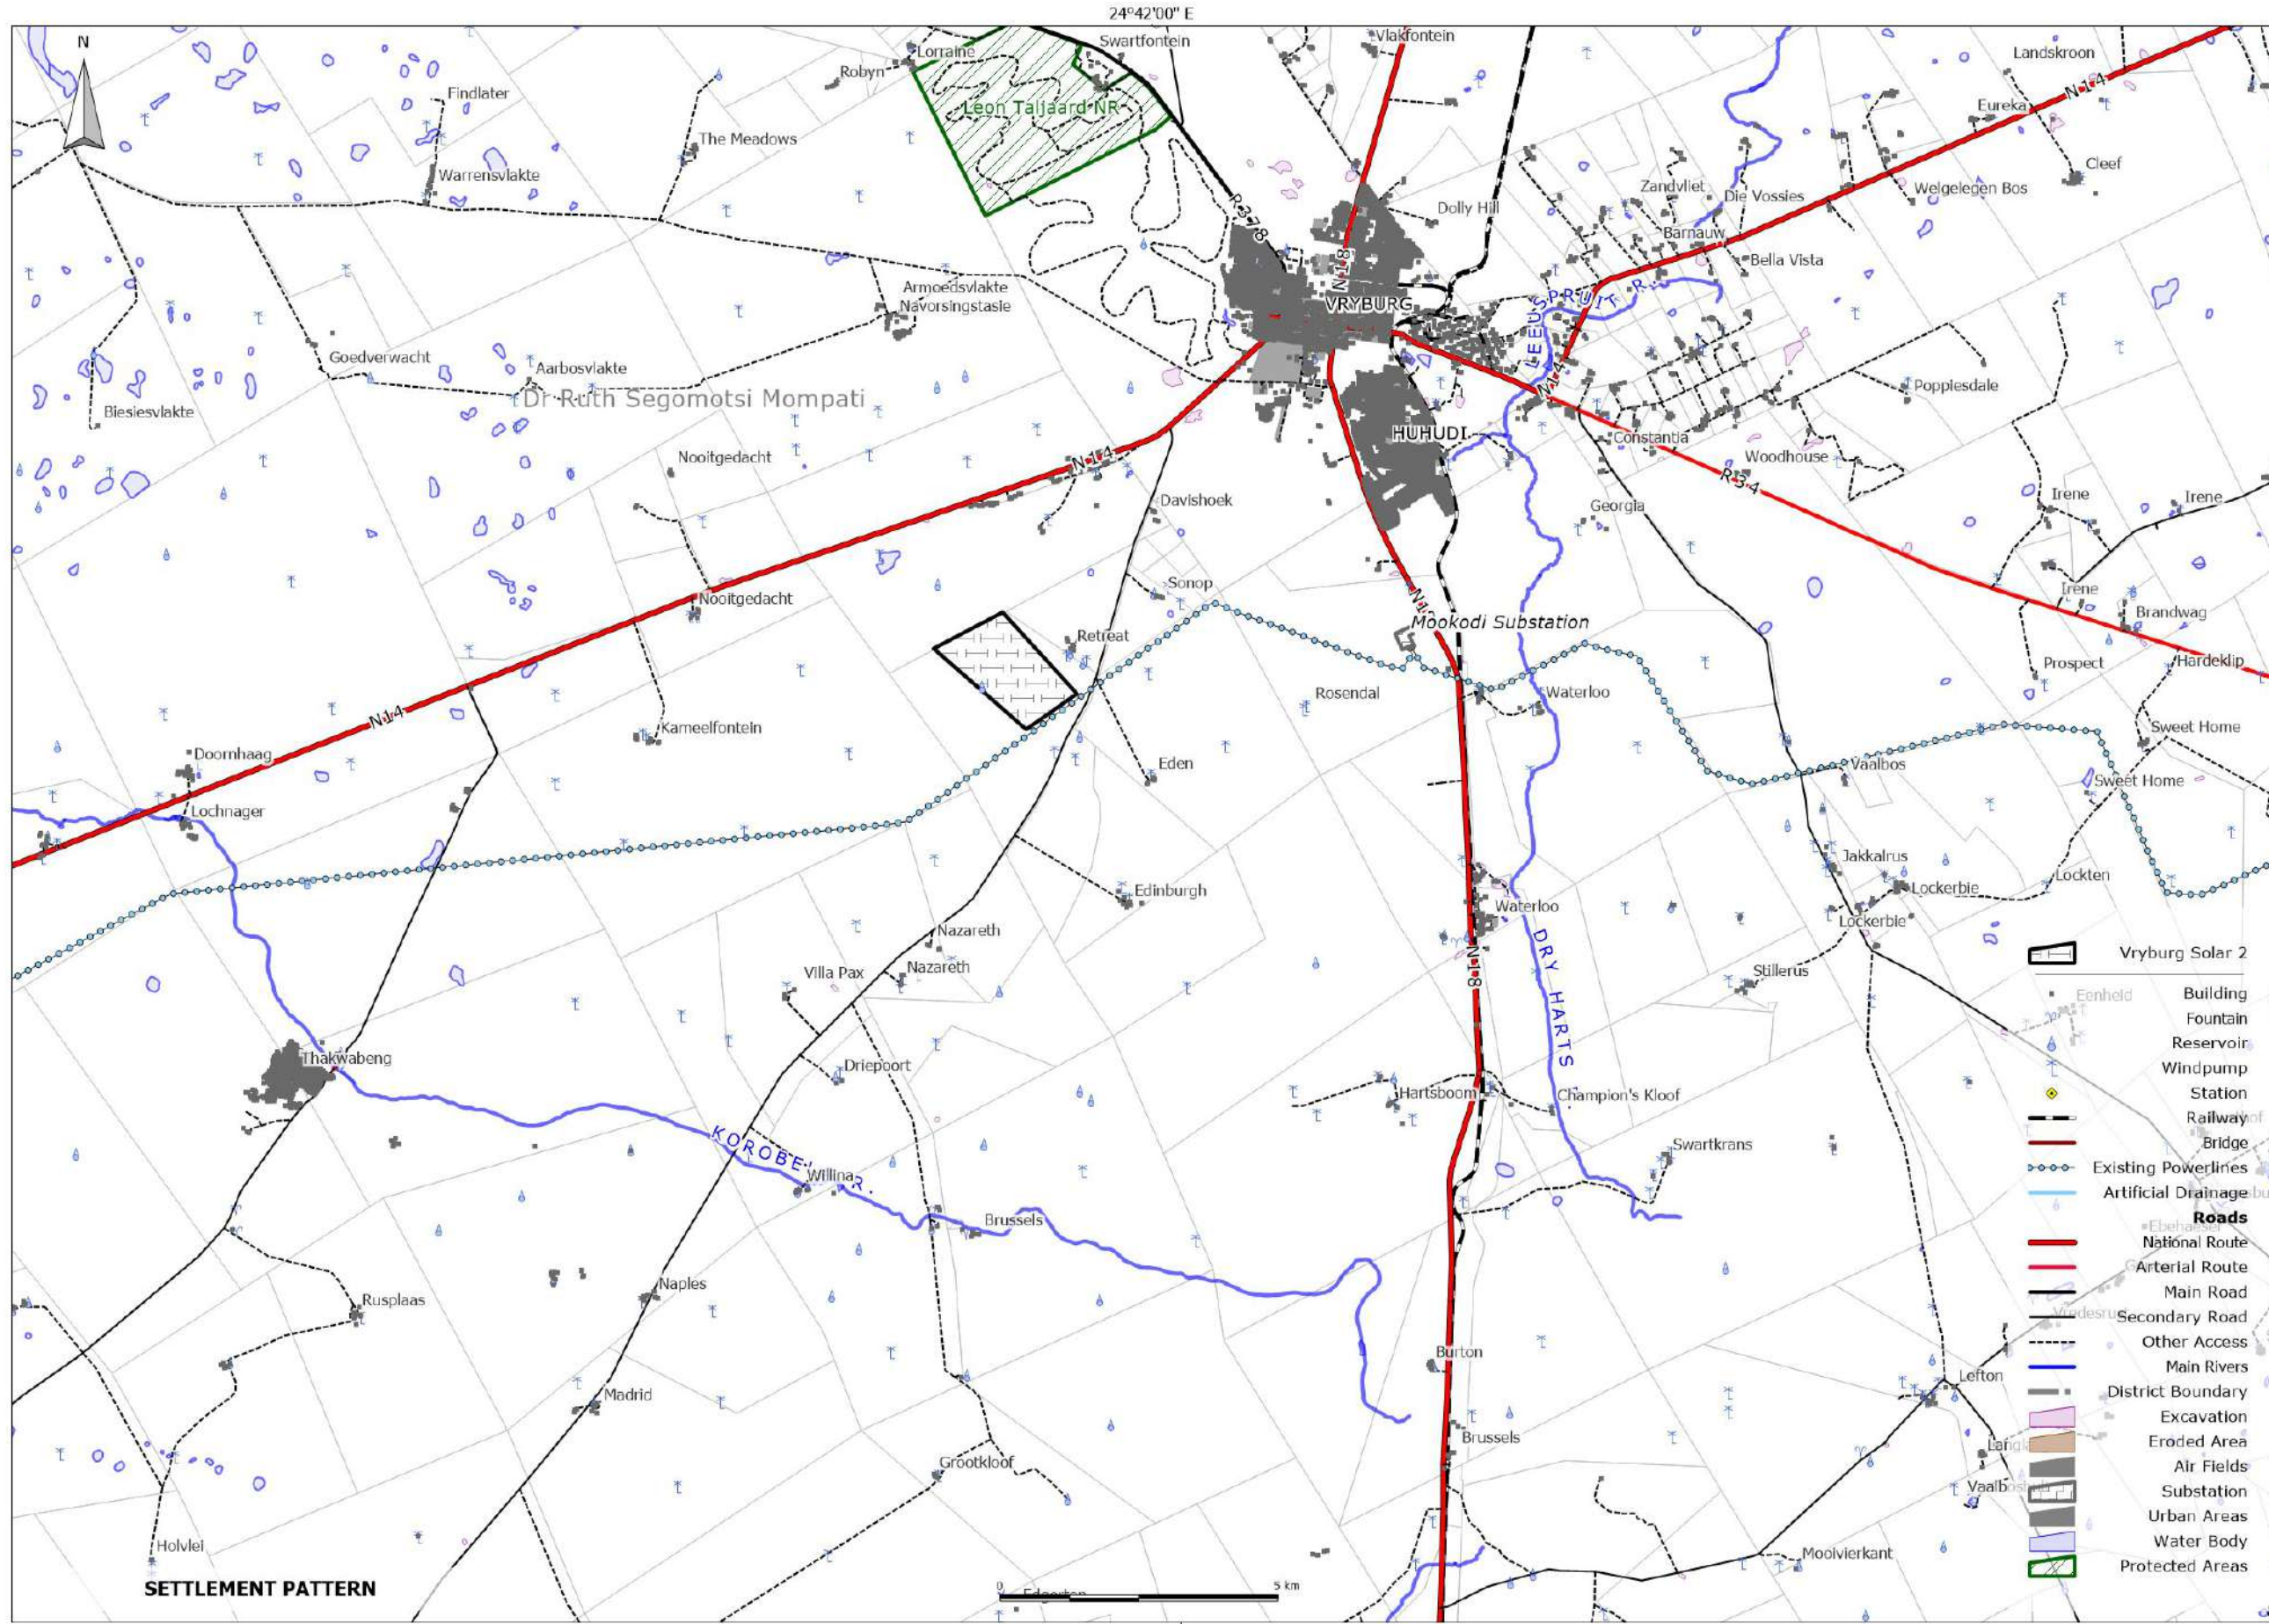 24°42'00" E
N
Lorraine
Swartfontein
Vlakfontein
Landskroon
Robyn
Findlater
Leon Taljaard NR
N14
Eureka
The Meadows
Warrensvlakte
Cleef
Zandvliet
Die Vossies
Welgelegen Bos
R378
Dolly Hill
Barnauw
N18
Bella Vista
Armoedsvlakte
Navorsingstasie
VRYBURG
LEEUSPRUIT R.
Goedverwacht
Aarbosvlakte
N14
Poppiesdale
Dr Ruth Segomotsi Mompati
Biesiesvlakte
HUHUDI
Constantia
Nooitgedacht
N14
Woodhouse
R34
Davishoek
Georgia
Irene
Irene
Sonop
Nooitgedacht
Irene
Brandwag
Mookodi Substation
Retreat
Prospect
Hardeklip
Rosendal
Waterloo
N14
Kameelfontein
Sweet Home
Doornhaag
Eden
Vaalbos
Sweet Home
Lochnager
Jakkalrus
Edinburgh
Lockerbie
Lockten
Waterloo
Lockerbie
Nazareth
DRY HARTS
N18
Villa Pax
Nazareth
Stillerus
Thakwabeng
Driepoort
Hartsboom
Champion's Kloof
Swartkrans
Willina
Brussels
Naples
Rusplaas
Burton
Lefton
Madrid
Brussels
Grootkloof
Holvlei
Mooivierkant
Vryburg Solar 2
Eenheid
Building
Fountain
Reservoir
Windpump
Station
Railway
Bridge
Existing Powerlines
Artificial Drainage
Roads
National Route
Arterial Route
Main Road
Secondary Road
Other Access
Main Rivers
District Boundary
Excavation
Eroded Area
Air Fields
Substation
Urban Areas
Water Body
Protected Areas
SETTLEMENT PATTERN
0
5 km